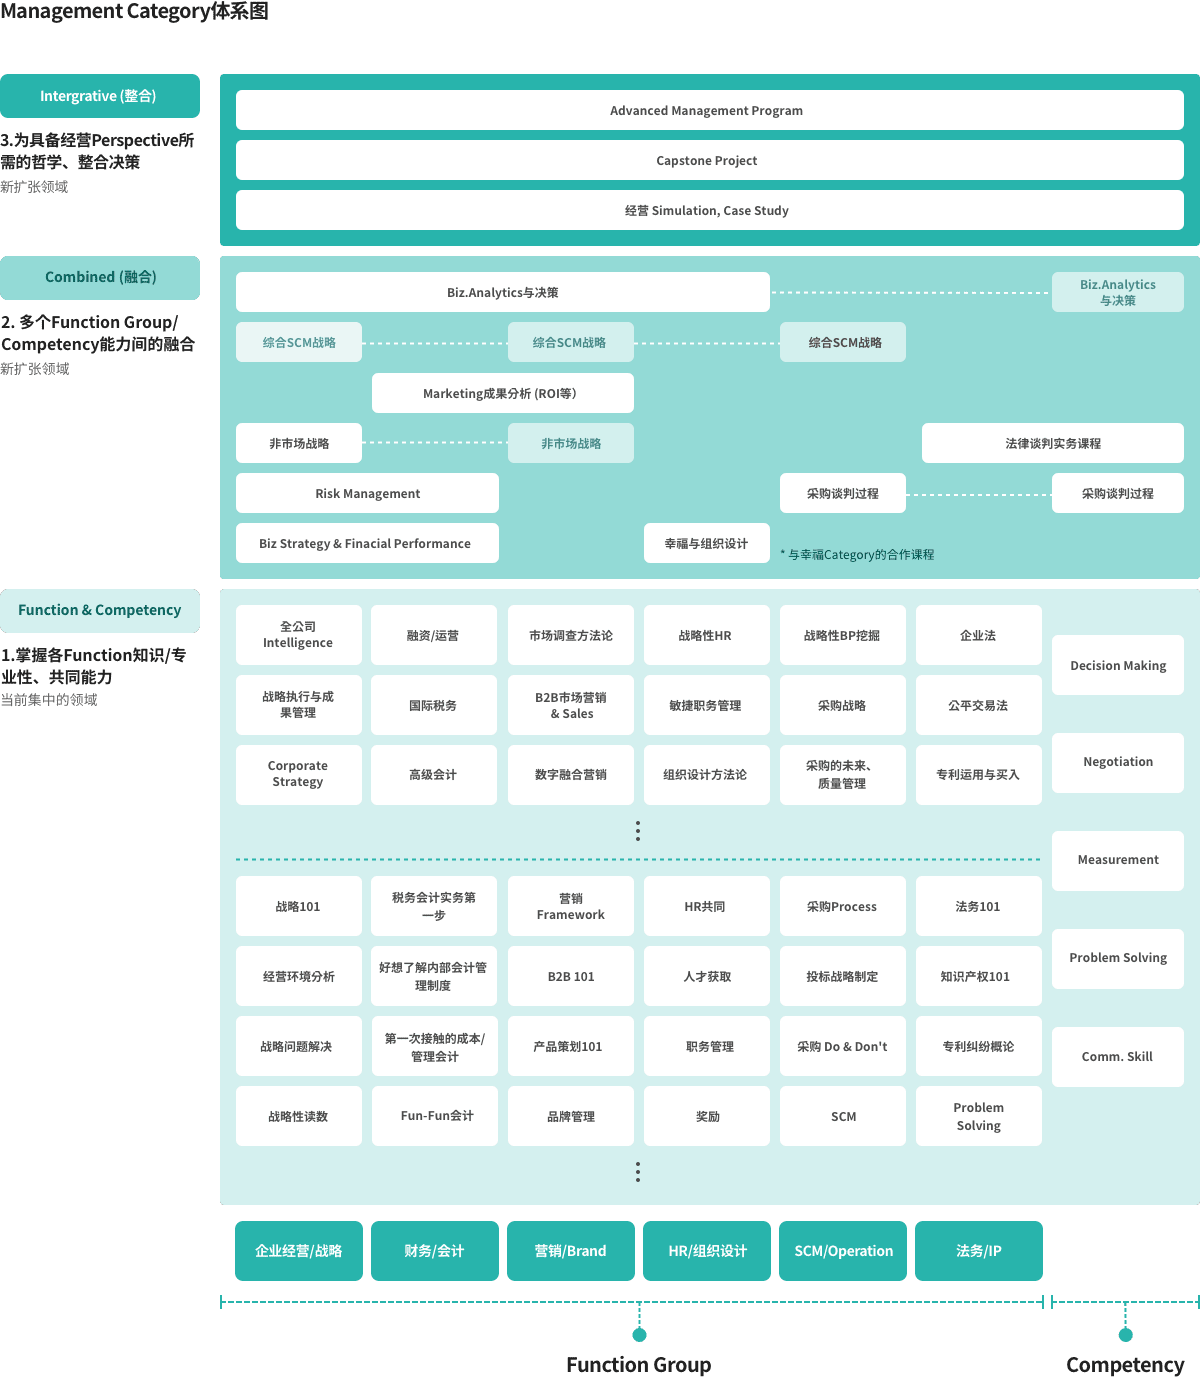 Management Category体系图
Intergrative (整合)
3.为具备经营Perspective所
需的哲学、整合决策
新扩张领域
Advanced Management Program
Capstone Project
经营 Simulation, Case Study
Combined (融合)
2. 多个Function Group/
Competency能力间的融合
新扩张领域
Biz.Analytics与决策
Biz.Analytics
与决策
综合SCM战略
综合SCM战略
综合SCM战略
Marketing成果分析 (ROI等）
非市场战略
非市场战略
法律谈判实务课程
Risk Management
采购谈判过程
采购谈判过程
Biz Strategy & Finacial Performance
幸福与组织设计
* 与幸福Category的合作课程
Function & Competency
1.掌握各Function知识/专
业性、共同能力
当前集中的领域
全公司
Intelligence
融资/运营
市场调查方法论
战略性HR
战略性BP挖掘
企业法
战略执行与成
果管理
国际税务
B2B市场营销
& Sales
敏捷职务管理
采购战略
公平交易法
Corporate
Strategy
高级会计
数字融合营销
组织设计方法论
采购的未来、
质量管理
专利运用与买入
战略101
税务会计实务第
一步
营销
Framework
HR共同
采购Process
法务101
经营环境分析
好想了解内部会计管
理制度
B2B 101
人才获取
投标战略制定
知识产权101
战略问题解决
第一次接触的成本/
管理会计
产品策划101
职务管理
采购 Do & Don't
专利纠纷概论
战略性读数
Fun-Fun会计
品牌管理
奖励
SCM
Problem
Solving
Decision Making
Negotiation
Measurement
Problem Solving
Comm. Skill
企业经营/战略
财务/会计
营销/Brand
HR/组织设计
SCM/Operation
法务/IP
Function Group
Competency